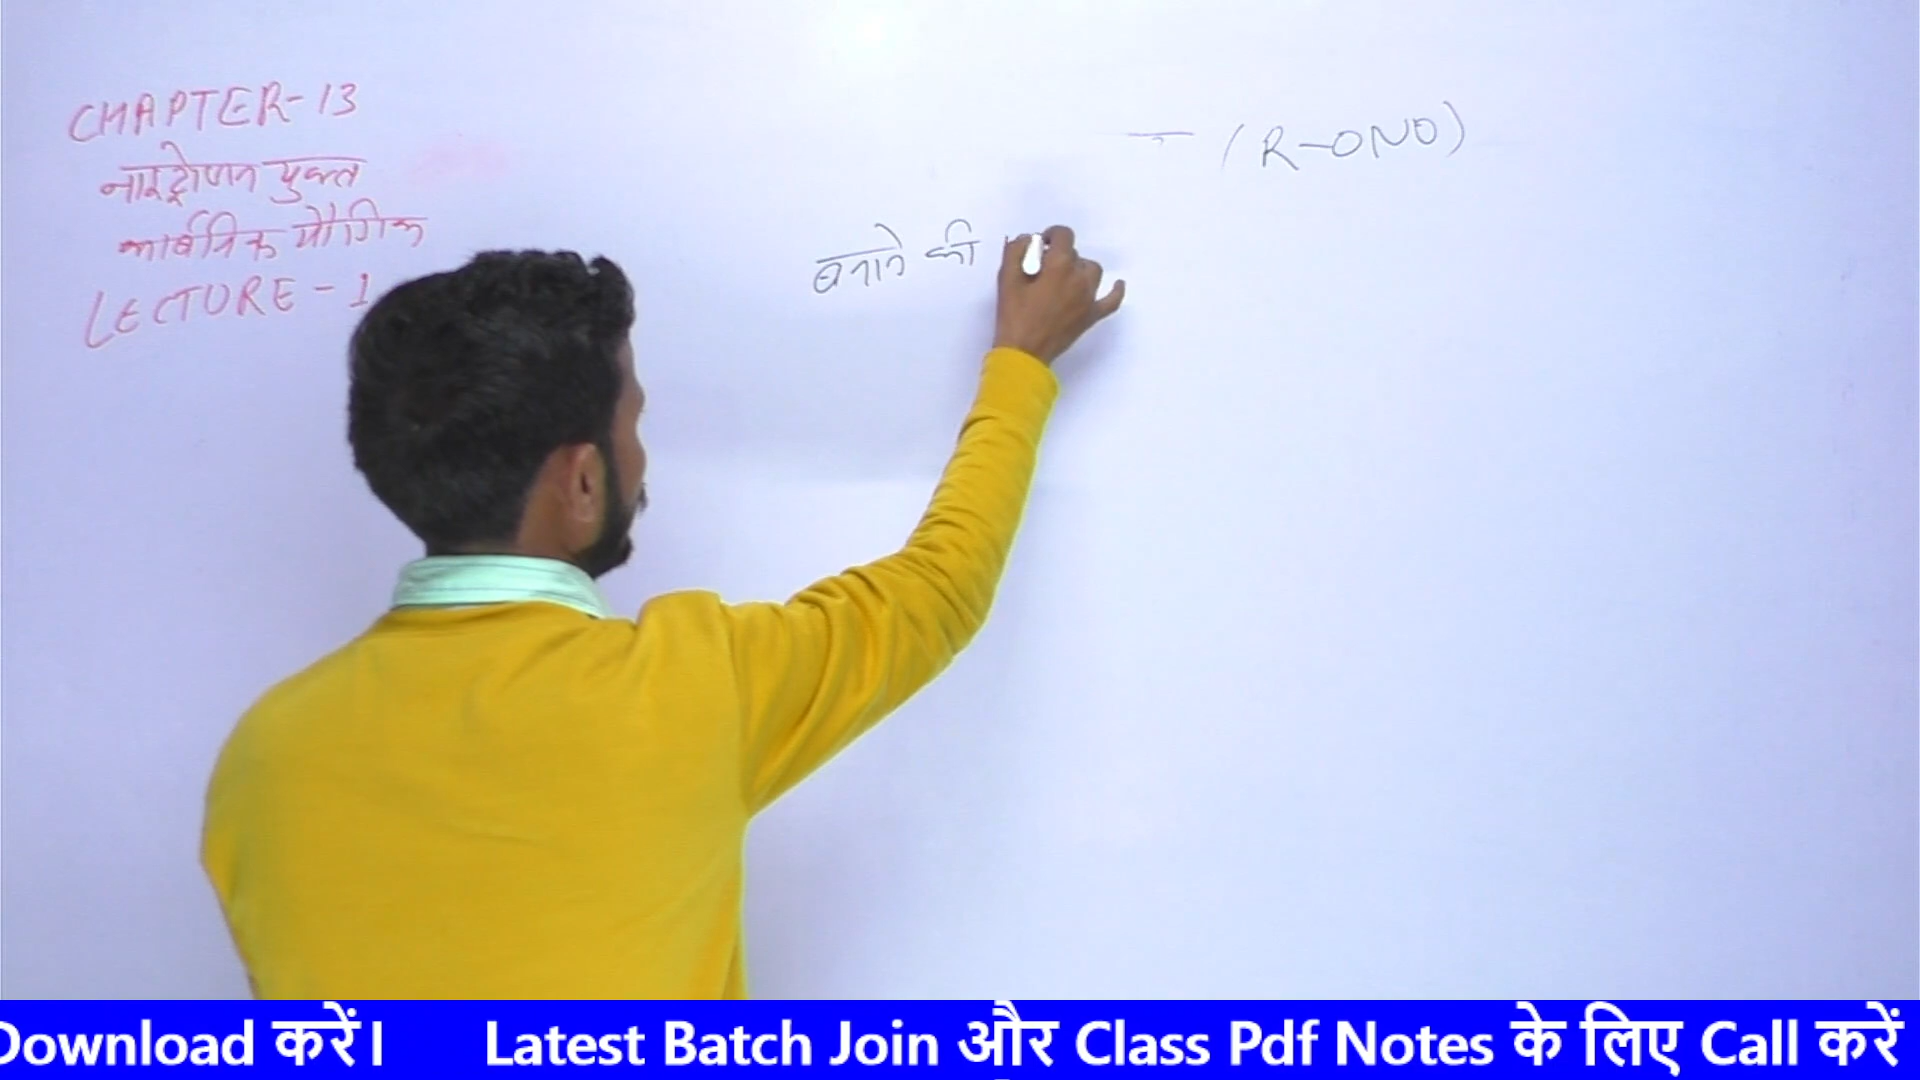 CHAPTER-13
नाइट्रोजन युक्त
कार्बनिक यौगिक
LECTURE-1
(R-ONO)
बनाने की
Download करें। Latest Batch Join और Class Pdf Notes के लिए Call करें